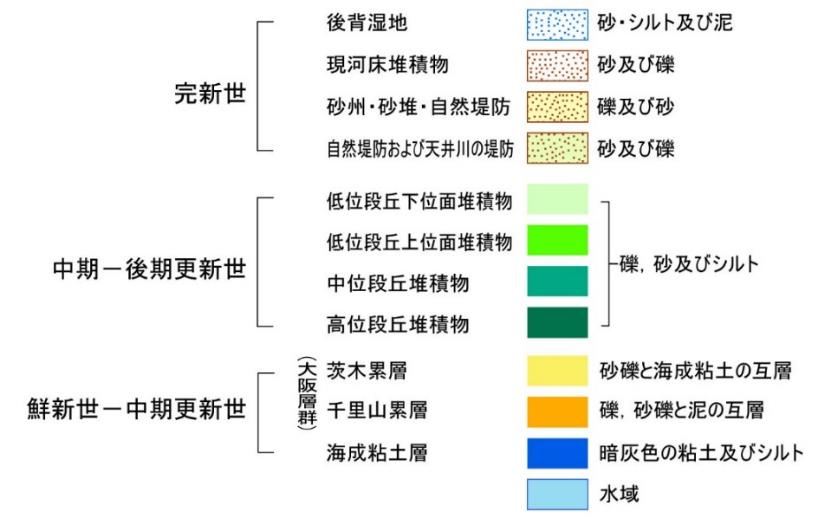 完新世
後背湿地 砂・シルト及び泥
現河床堆積物 砂及び礫
砂州・砂堆・自然堤防 礫及び砂
自然堤防および天井川の堤防 砂及び礫
中期－後期更新世
低位段丘下位面堆積物
低位段丘上位面堆積物
中位段丘堆積物
高位段丘堆積物
礫，砂及びシルト
鮮新世－中期更新世
（大阪層群）
茨木累層 砂礫と海成粘土の互層
千里山累層 礫，砂礫と泥の互層
海成粘土層 暗灰色の粘土及びシルト
水域